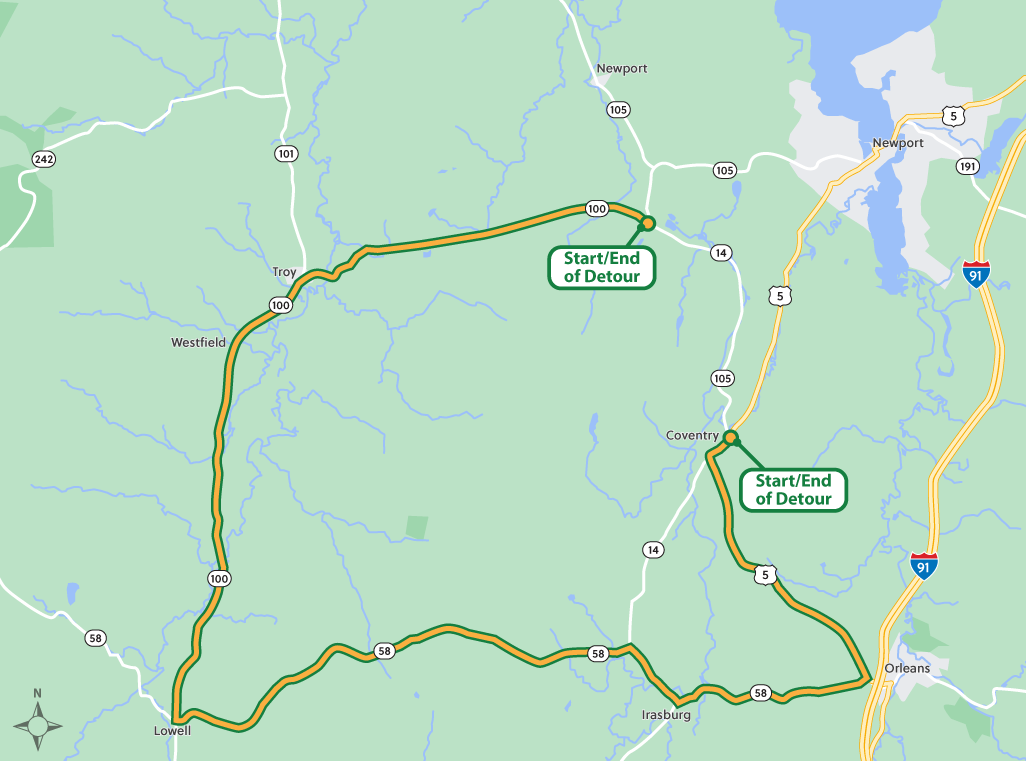 Newport
105
5
Newport
242
101
105
191
100
Start/End
of Detour
14
Troy
91
5
100
Westfield
105
Coventry
Start/End
of Detour
14
91
5
100
58
58
58
Orleans
58
N
Irasburg
Lowell